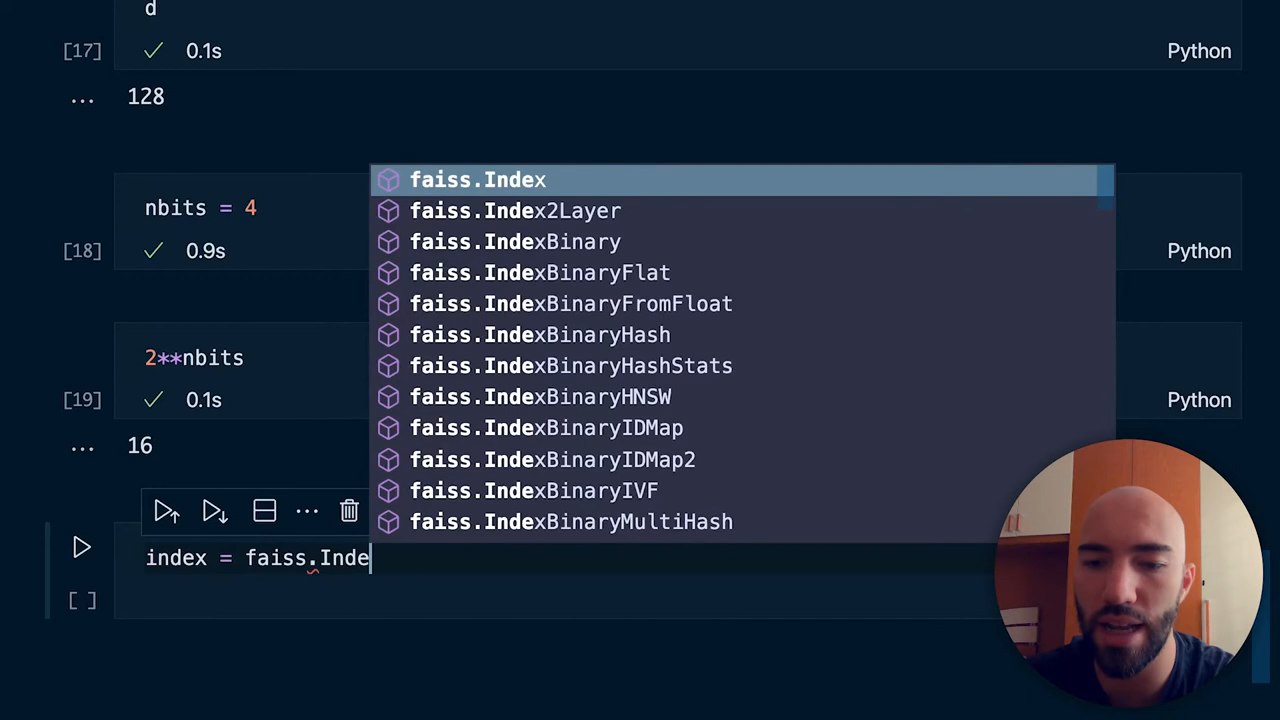 d
[17]
0.1s
Python
...
128
nbits = 4
[18]
0.9s
Python
2**nbits
[19]
0.1s
Python
...
16
faiss.Index
faiss.Index2Layer
faiss.IndexBinary
faiss.IndexBinaryFlat
faiss.IndexBinaryFromFloat
faiss.IndexBinaryHash
faiss.IndexBinaryHashStats
faiss.IndexBinaryHNSW
faiss.IndexBinaryIDMap
faiss.IndexBinaryIDMap2
faiss.IndexBinaryIVF
faiss.IndexBinaryMultiHash
index = faiss.Inde
[ ]